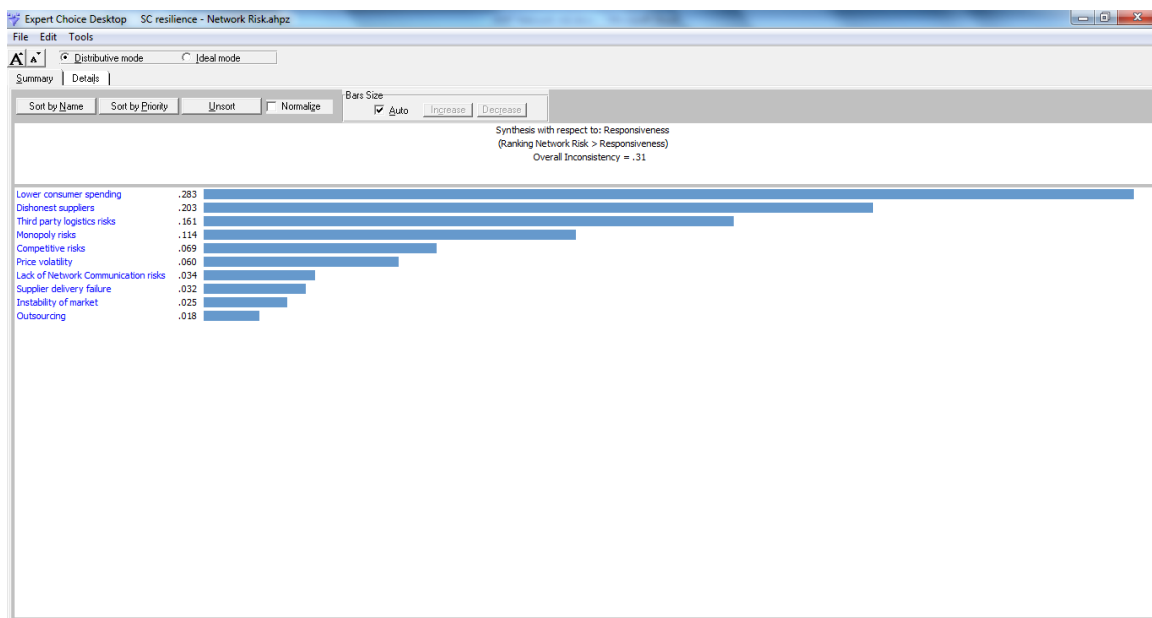 Expert Choice Desktop SC resilience - Network Risk.ahpz
File Edit Tools
A A Distributive mode Ideal mode
Summary Details
Bars Size
Sort by Name Sort by Priority Unsort Normalize Auto Increase Decrease
Synthesis with respect to: Responsiveness
(Ranking Network Risk > Responsiveness)
Overall Inconsistency = .31
Lower consumer spending .283
Dishonest suppliers .203
Third party logistics risks .161
Monopoly risks .114
Competitive risks .069
Price volatility .060
Lack of Network Communication risks .034
Supplier delivery failure .032
Instability of market .025
Outsourcing .018